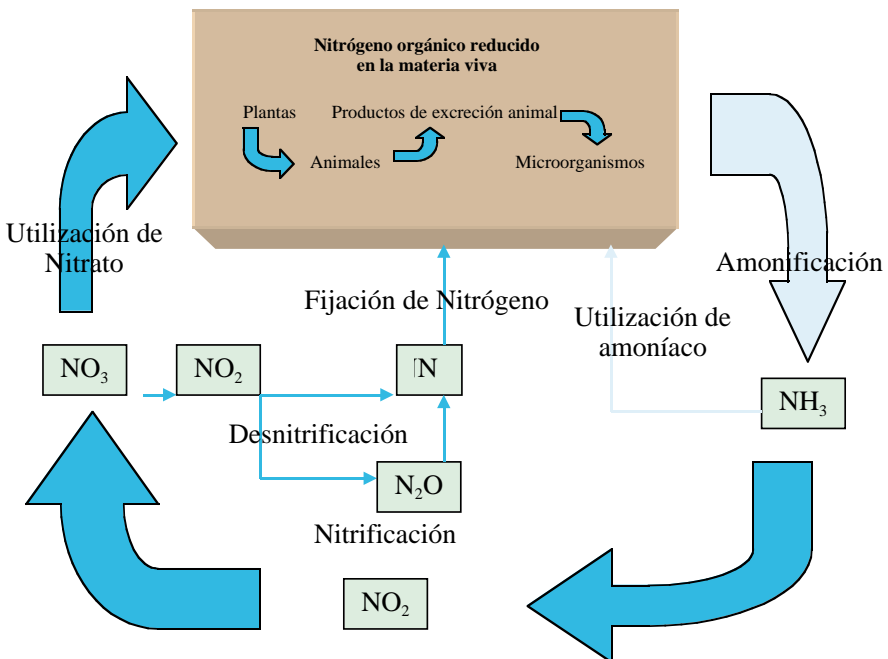 Nitrógeno orgánico reducido
en la materia viva
Plantas
Productos de excreción animal
Animales
Microorganismos
Utilización de
Nitrato
Amonificación
Fijación de Nitrógeno
Utilización de
amoníaco
NO₃
NO₂
N
NH₃
Desnitrificación
N₂O
Nitrificación
NO₂